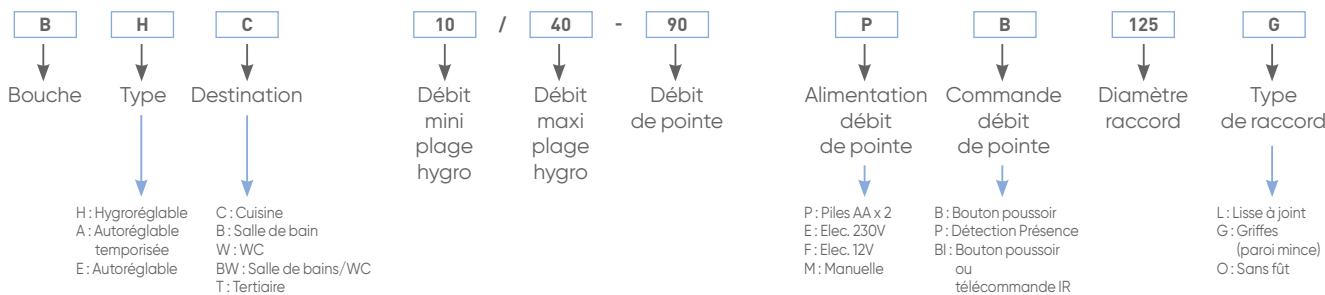 B H C 10 / 40 - 90 P B 125 G
Bouche Type Destination Débit Débit Débit Alimentation Commande Diamètre Type
mini maxi de pointe débit débit raccord de raccord
plage plage de pointe de pointe
hygro hygro
H : Hygroréglable
A : Autoréglable
temporisée
E : Autoréglable
C : Cuisine
B : Salle de bain
W : WC
BW : Salle de bains/WC
T : Tertiaire
P : Piles AA x 2
E : Elec. 230V
F : Elec. 12V
M : Manuelle
B : Bouton poussoir
P : Détection Présence
BI : Bouton poussoir
ou
télécommande IR
L : Lisse à joint
G : Griffes
(paroi mince)
O : Sans fût